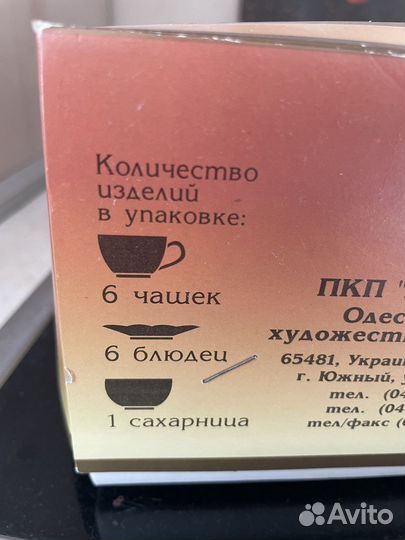 Количество
изделий
в упаковке:
6 чашек
6 блюдец
1 сахарница
ПКП "
Одес
художест
65481, Украи
г. Южный, у
тел. (04
тел. (04
тел/факс (
Avito